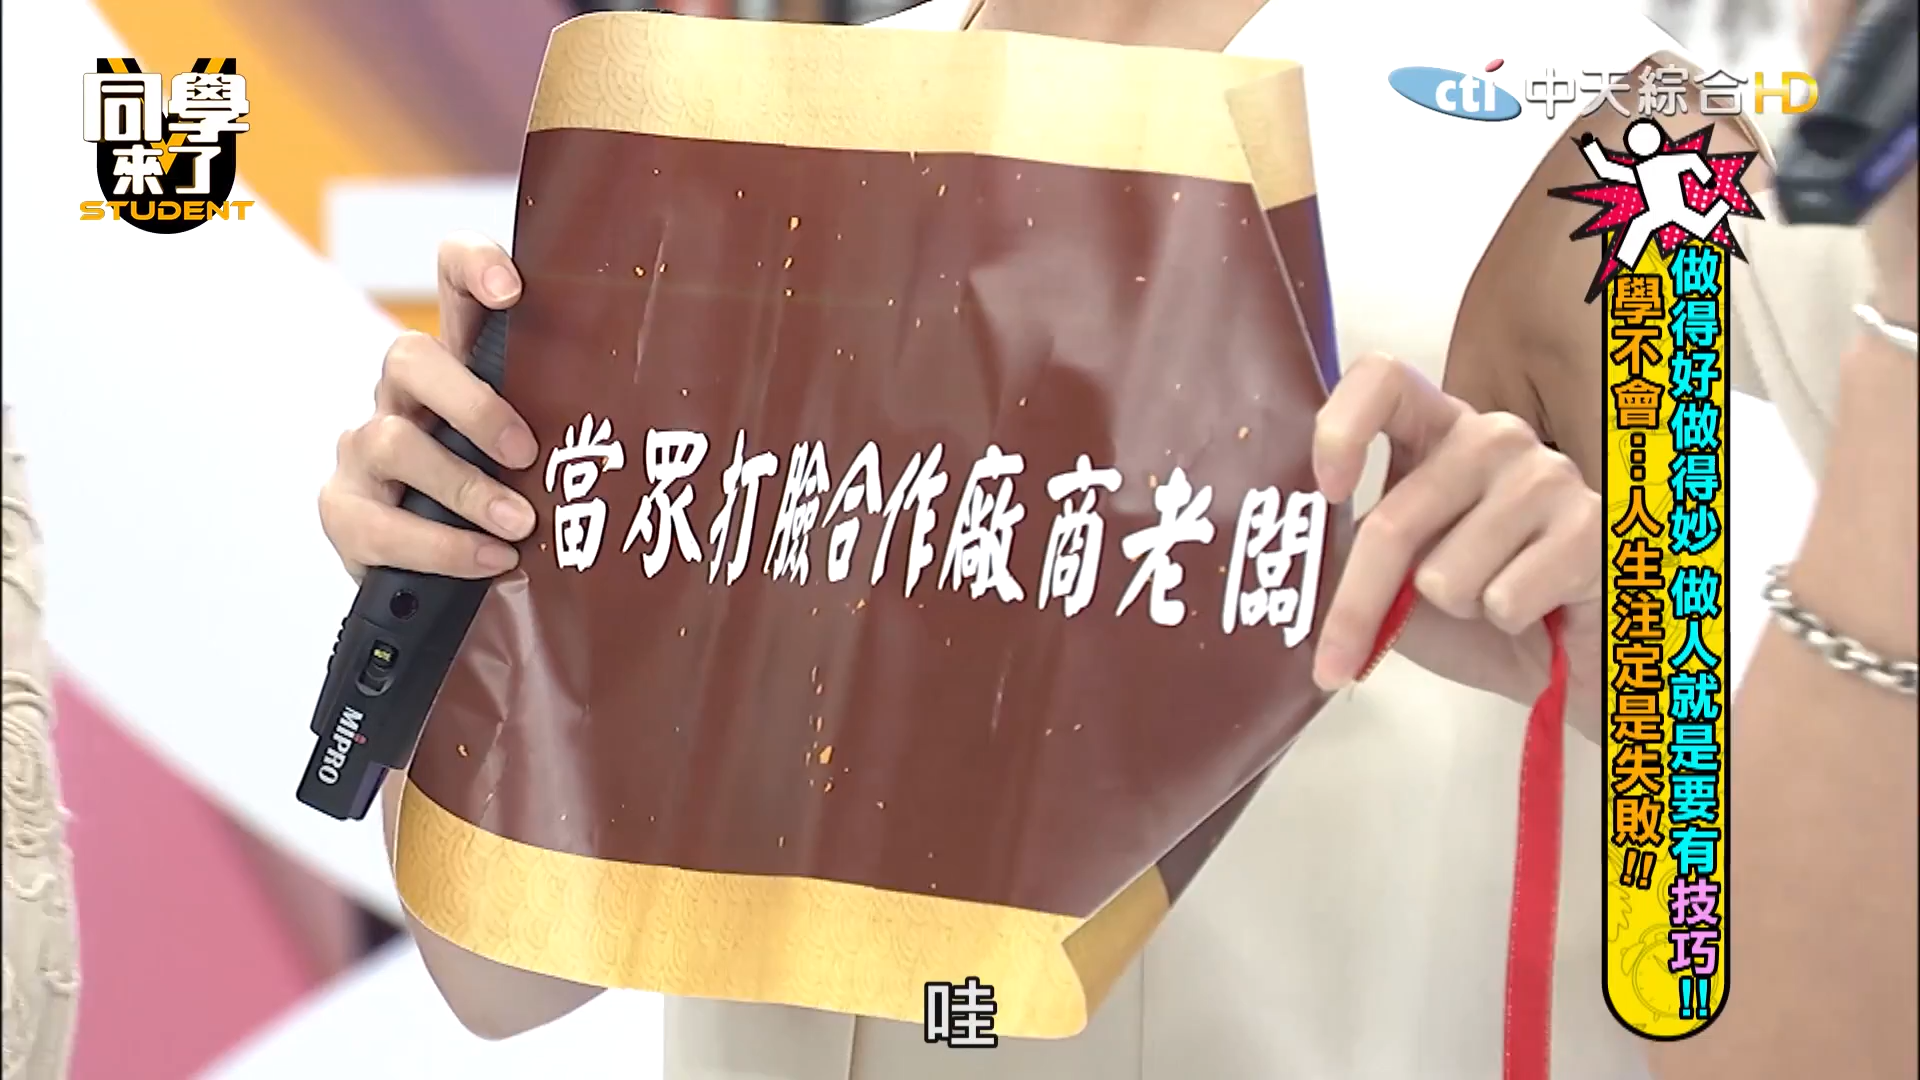 同學
來了
STUDENT
cti 中天綜合HD
做得好做得妙 做人就是要有技巧!!
學不會…人生注定是失敗!!
當眾打臉合作廠商老闆
MUTE
MIPRO
哇